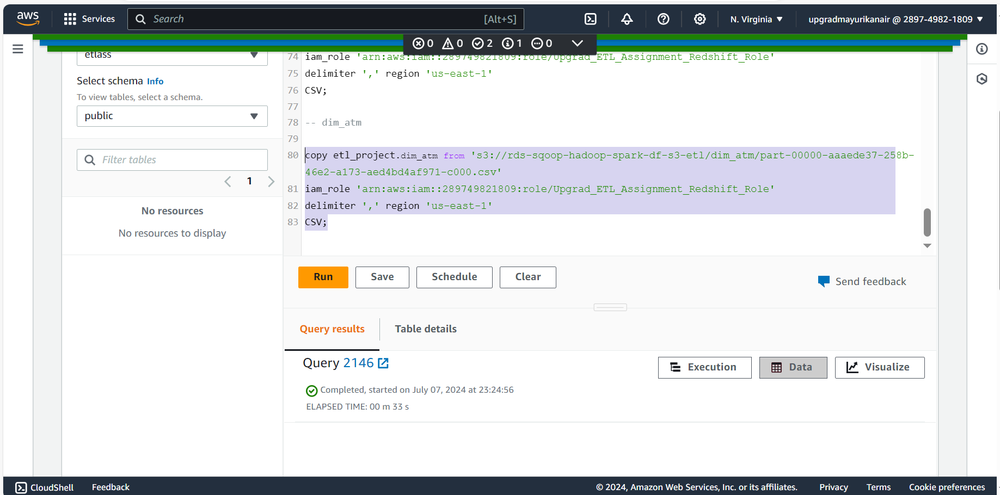 aws
Services
Search
[Alt+S]
N. Virginia
upgradmayurikanair @ 2897-4982-1809
0
0
2
1
0
etlass
Select schema Info
To view tables, select a schema.
public
Filter tables
1
No resources
No resources to display
74 iam_role 'arn:aws:iam::289749821809:role/Upgrad_ETL_Assignment_Redshift_Role'
75 delimiter ',' region 'us-east-1'
76 CSV;
77
78 -- dim_atm
79
80 copy etl_project.dim_atm from 's3://rds-sqoop-hadoop-spark-df-s3-etl/dim_atm/part-00000-aaaede37-258b-
46e2-a173-aed4bd4af971-c000.csv'
81 iam_role 'arn:aws:iam::289749821809:role/Upgrad_ETL_Assignment_Redshift_Role'
82 delimiter ',' region 'us-east-1'
83 CSV;
Run
Save
Schedule
Clear
Send feedback
Query results
Table details
Query 2146
Execution
Data
Visualize
Completed, started on July 07, 2024 at 23:24:56
ELAPSED TIME: 00 m 33 s
CloudShell
Feedback
© 2024, Amazon Web Services, Inc. or its affiliates.
Privacy
Terms
Cookie preferences